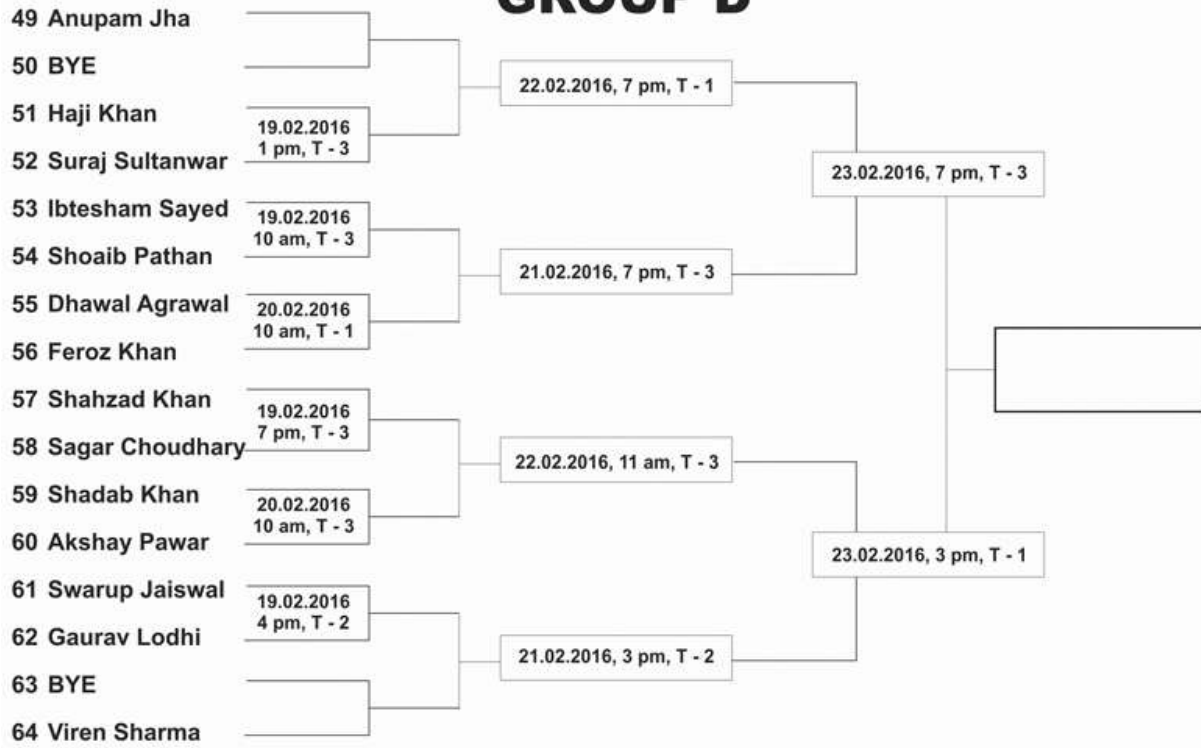 GROUP D
49 Anupam Jha
50 BYE
51 Haji Khan
52 Suraj Sultanwar
53 Ibtesham Sayed
54 Shoaib Pathan
55 Dhawal Agrawal
56 Feroz Khan
57 Shahzad Khan
58 Sagar Choudhary
59 Shadab Khan
60 Akshay Pawar
61 Swarup Jaiswal
62 Gaurav Lodhi
63 BYE
64 Viren Sharma
19.02.2016
1 pm, T - 3
19.02.2016
10 am, T - 3
20.02.2016
10 am, T - 1
19.02.2016
7 pm, T - 3
20.02.2016
10 am, T - 3
19.02.2016
4 pm, T - 2
22.02.2016, 7 pm, T - 1
21.02.2016, 7 pm, T - 3
22.02.2016, 11 am, T - 3
21.02.2016, 3 pm, T - 2
23.02.2016, 7 pm, T - 3
23.02.2016, 3 pm, T - 1